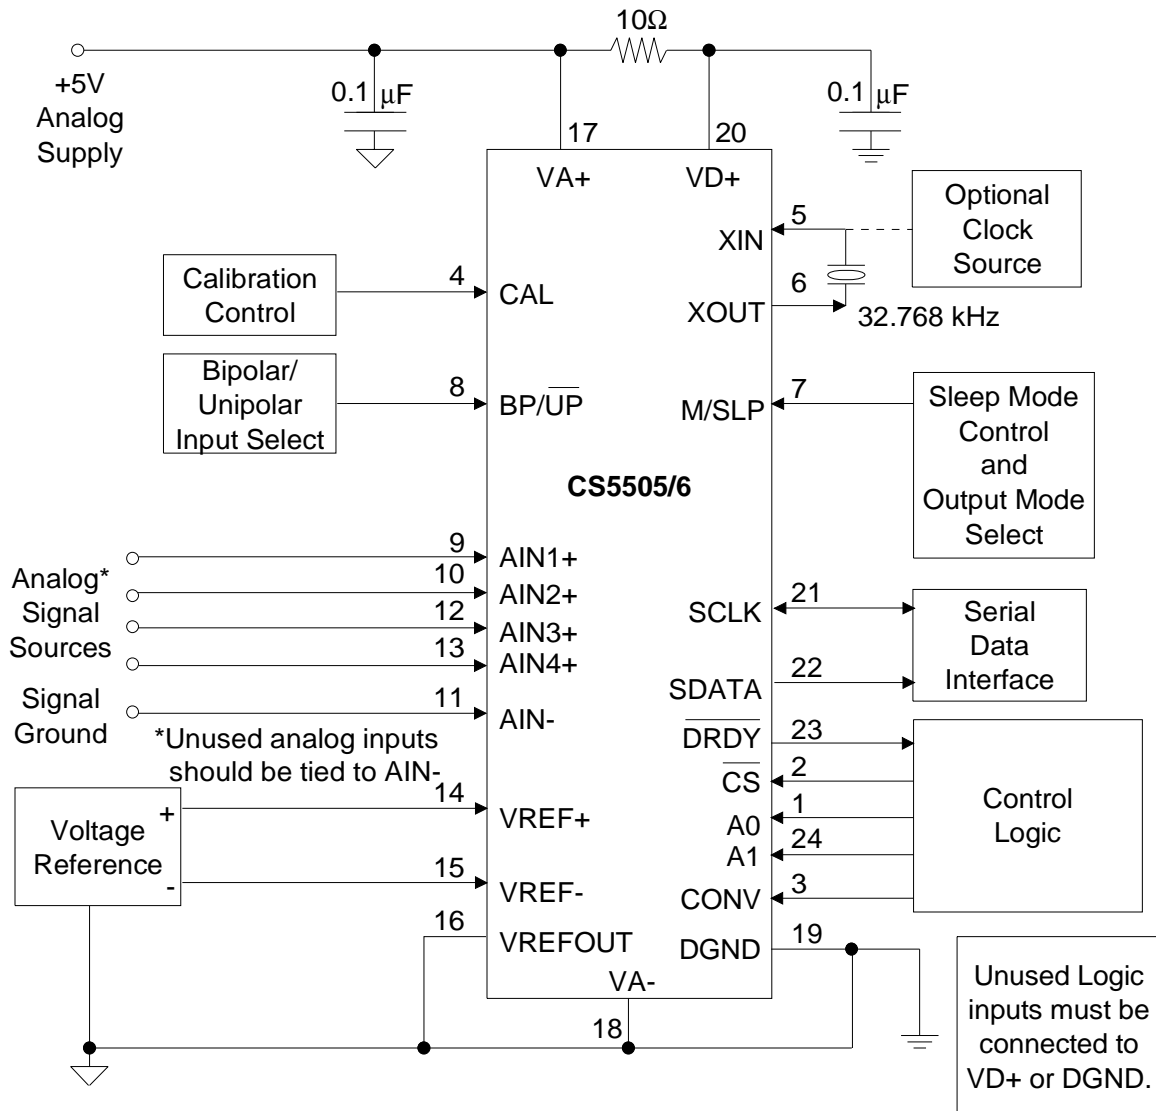 10Ω
+5V
Analog
Supply
0.1 µF
0.1 µF
17
20
VA+
VD+
Optional
Clock
Source
5
XIN
6
XOUT
32.768 kHz
Calibration
Control
4
CAL
Bipolar/
Unipolar
Input Select
8
BP/UP
7
M/SLP
Sleep Mode
Control
and
Output Mode
Select
CS5505/6
Analog*
Signal
Sources
9
AIN1+
10
AIN2+
12
AIN3+
13
AIN4+
Signal
Ground
11
AIN-
*Unused analog inputs
should be tied to AIN-
21
SCLK
22
SDATA
Serial
Data
Interface
DRDY
23
CS
2
A0
1
A1
24
CONV
3
Control
Logic
Voltage
Reference
+
-
14
VREF+
15
VREF-
16
VREFOUT
DGND
19
VA-
18
Unused Logic
inputs must be
connected to
VD+ or DGND.